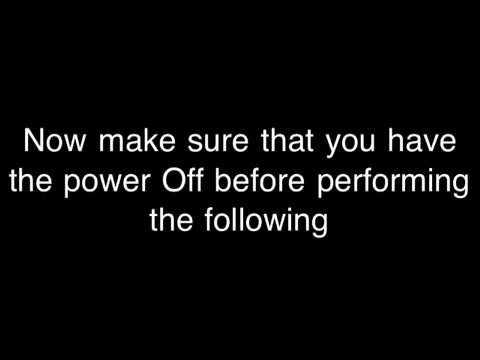 Now make sure that you have
the power Off before performing
the following